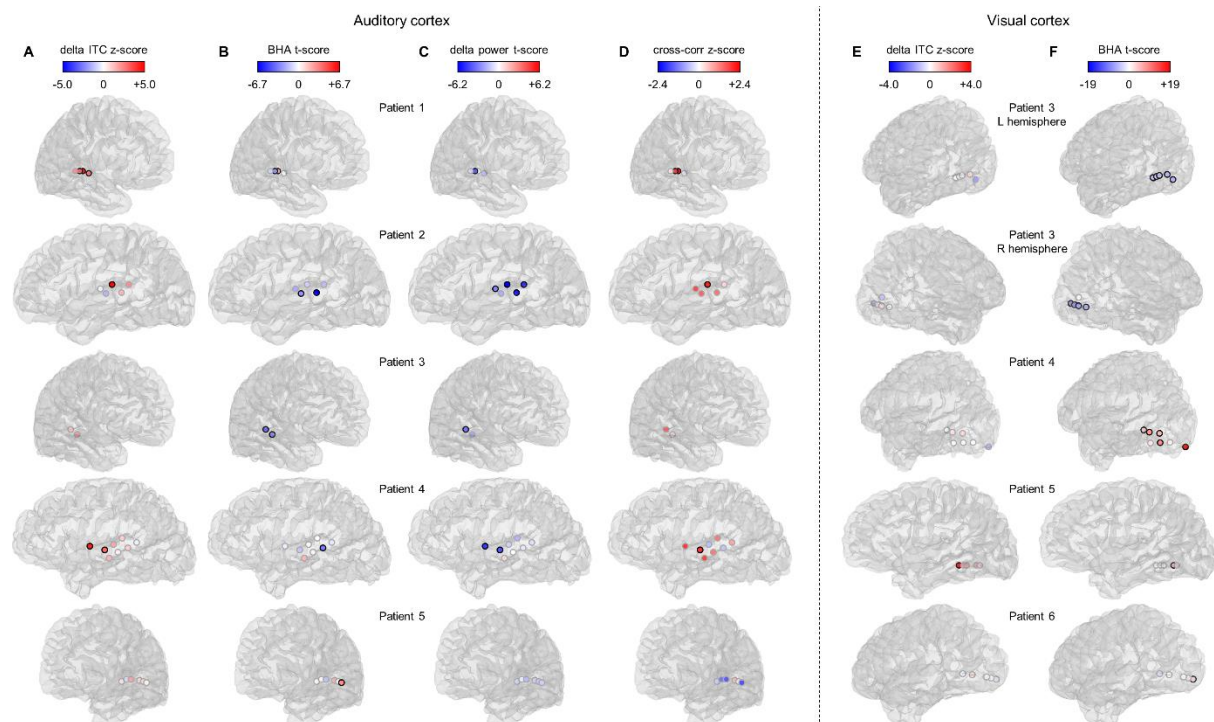 Auditory cortex
Visual cortex
A
delta ITC z-score
-5.0 0 +5.0
B
BHA t-score
-6.7 0 +6.7
C
delta power t-score
-6.2 0 +6.2
D
cross-corr z-score
-2.4 0 +2.4
E
delta ITC z-score
-4.0 0 +4.0
F
BHA t-score
-19 0 +19
Patient 1
Patient 2
Patient 3
Patient 4
Patient 5
Patient 3
L hemisphere
Patient 3
R hemisphere
Patient 4
Patient 5
Patient 6